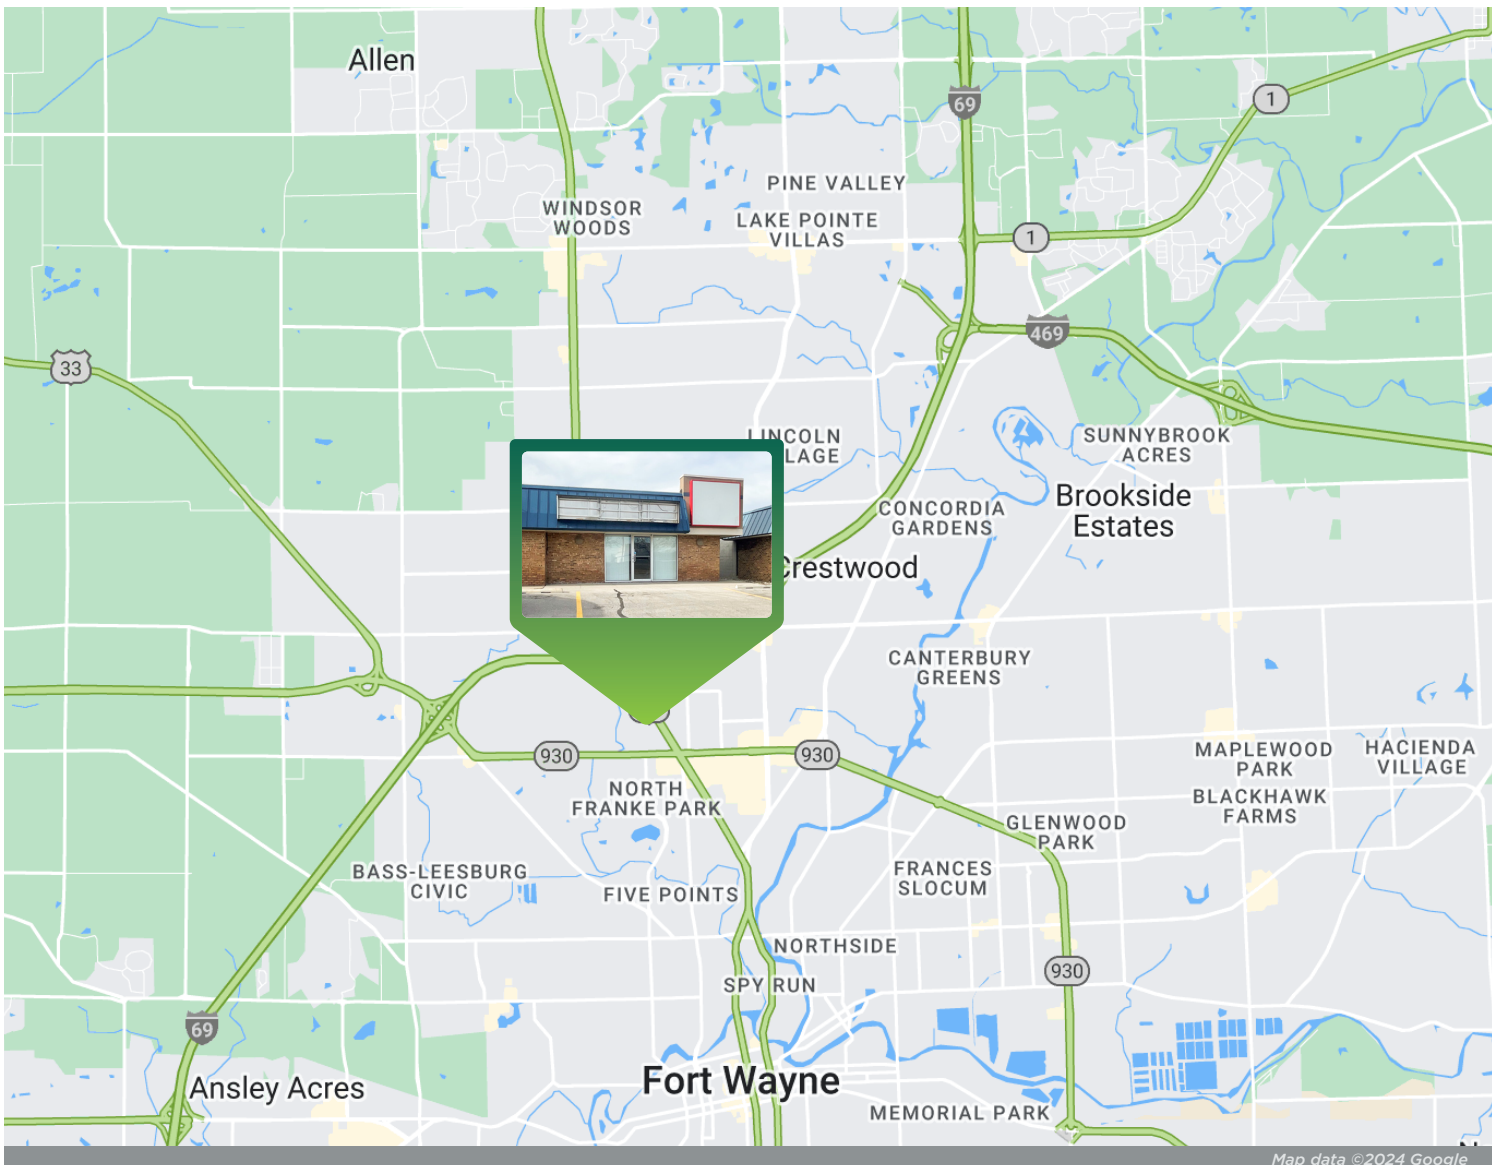 Allen
69
1
PINE VALLEY
WINDSOR
WOODS
LAKE POINTE
VILLAS
1
469
33
LINCOLN
SUNNYBROOK
ACRES
Brookside
Estates
CONCORDIA
GARDENS
Crestwood
CANTERBURY
GREENS
930
930
MAPLEWOOD
PARK
HACIENDA
VILLAGE
NORTH
FRANKE PARK
BLACKHAWK
FARMS
GLENWOOD
PARK
BASS-LEESBURG
CIVIC
FIVE POINTS
FRANCES
SLOCUM
NORTHSIDE
930
SPY RUN
69
Fort Wayne
Ansley Acres
MEMORIAL PARK
Map data ©2024 Google